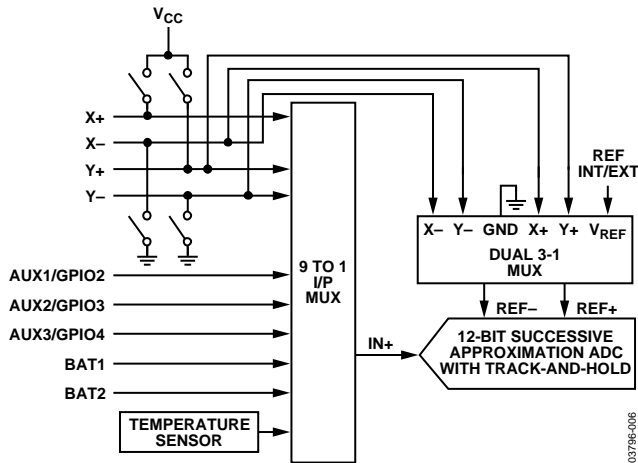 VCC
X+
X–
Y+
Y–
AUX1/GPIO2
AUX2/GPIO3
AUX3/GPIO4
BAT1
BAT2
TEMPERATURE
SENSOR
9 TO 1
I/P
MUX
IN+
REF
INT/EXT
X– Y– GND X+ Y+ VREF
DUAL 3-1
MUX
REF– REF+
12-BIT SUCCESSIVE
APPROXIMATION ADC
WITH TRACK-AND-HOLD
03796-006